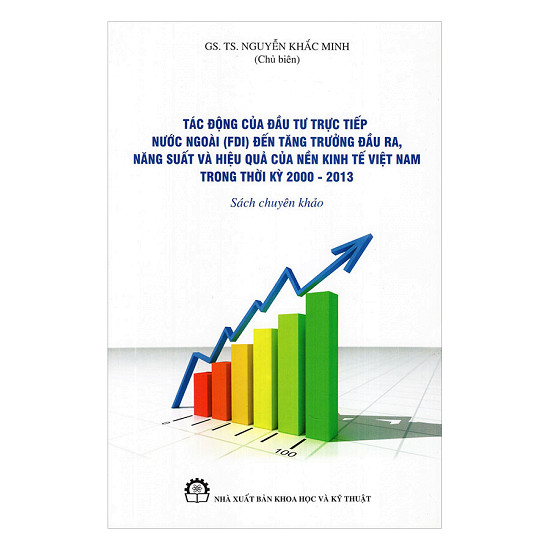 GS. TS. NGUYỄN KHẮC MINH
(Chủ biên)
TÁC ĐỘNG CỦA ĐẦU TƯ TRỰC TIẾP
NƯỚC NGOÀI (FDI) ĐẾN TĂNG TRƯỞNG ĐẦU RA,
NĂNG SUẤT VÀ HIỆU QUẢ CỦA NỀN KINH TẾ VIỆT NAM
TRONG THỜI KỲ 2000 - 2013
Sách chuyên khảo
0
100
NHÀ XUẤT BẢN KHOA HỌC VÀ KỸ THUẬT